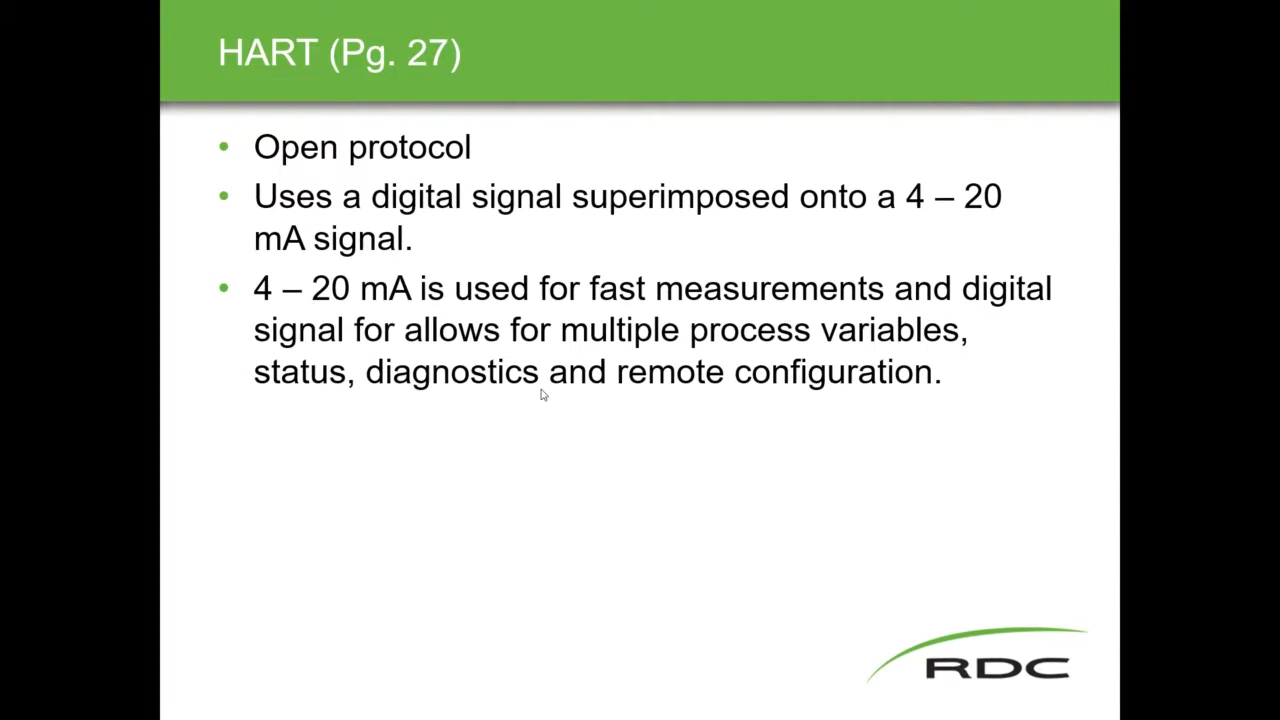 HART (Pg. 27)
• Open protocol
• Uses a digital signal superimposed onto a 4 – 20
mA signal.
• 4 – 20 mA is used for fast measurements and digital
signal for allows for multiple process variables,
status, diagnostics and remote configuration.
RDC